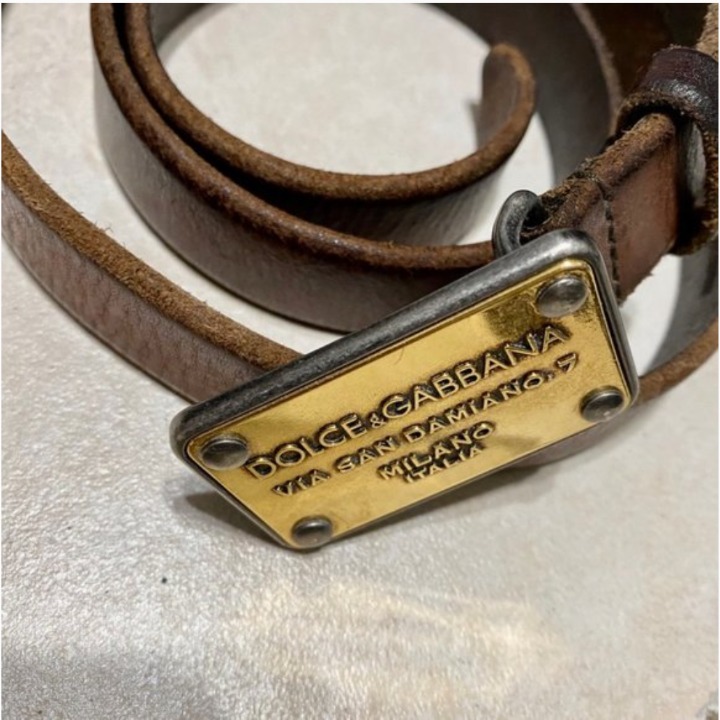 DOLCE&GABBANA
VIA SAN DAMIANO, 7
MILANO
ITALIA